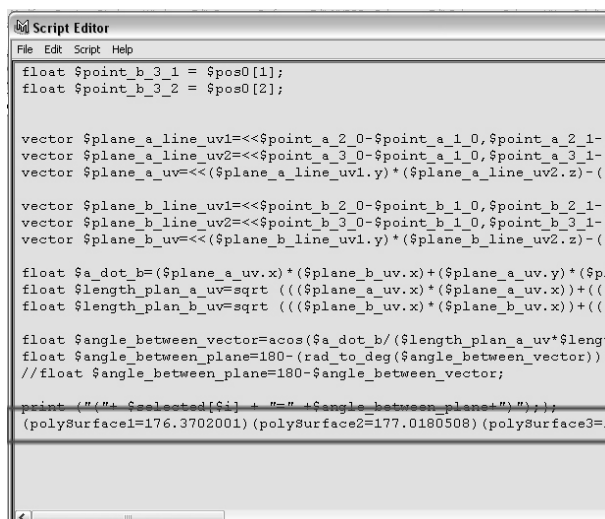 Script Editor
File Edit Script Help
float $point_b_3_1 = $pos0[1];
float $point_b_3_2 = $pos0[2];
vector $plane_a_line_uv1=<<$point_a_2_0-$point_a_1_0,$point_a_2_1-
vector $plane_a_line_uv2=<<$point_a_3_0-$point_a_1_0,$point_a_3_1-
vector $plane_a_uv=<<($plane_a_line_uv1.y)*($plane_a_line_uv2.z)-(
vector $plane_b_line_uv1=<<$point_b_2_0-$point_b_1_0,$point_b_2_1-
vector $plane_b_line_uv2=<<$point_b_3_0-$point_b_1_0,$point_b_3_1-
vector $plane_b_uv=<<($plane_b_line_uv1.y)*($plane_b_line_uv2.z)-(
float $a_dot_b=($plane_a_uv.x)*($plane_b_uv.x)+($plane_a_uv.y)*($p
float $length_plan_a_uv=sqrt ((($plane_a_uv.x)*($plane_a_uv.x))+((
float $length_plan_b_uv=sqrt ((($plane_b_uv.x)*($plane_b_uv.x))+((
float $angle_between_vector=acos($a_dot_b/($length_plan_a_uv*$leng
float $angle_between_plane=180-(rad_to_deg($angle_between_vector))
//float $angle_between_plane=180-$angle_between_vector;
print ("("+ $selected[$i] + "=" +$angle_between_plane+")");};
(polySurface1=176.3702001)(polySurface2=177.0180508)(polySurface3=